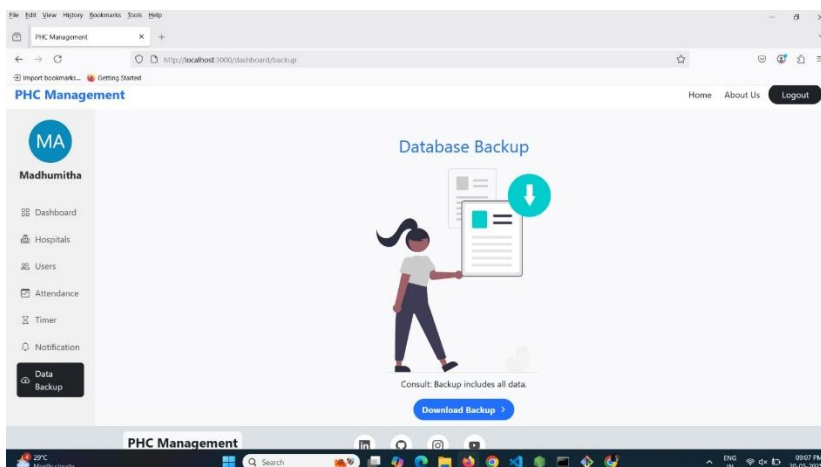 File Edit View History Bookmarks Tools Help
PHC Management
http://localhost:3000/dashboard/backup
Import bookmarks... Getting Started
PHC Management
Home About Us Logout
MA
Madhumitha
Dashboard
Hospitals
Users
Attendance
Timer
Notification
Data
Backup
Database Backup
Consult: Backup includes all data.
Download Backup
PHC Management
29°C
Search
ENG
IN
09:07 PM